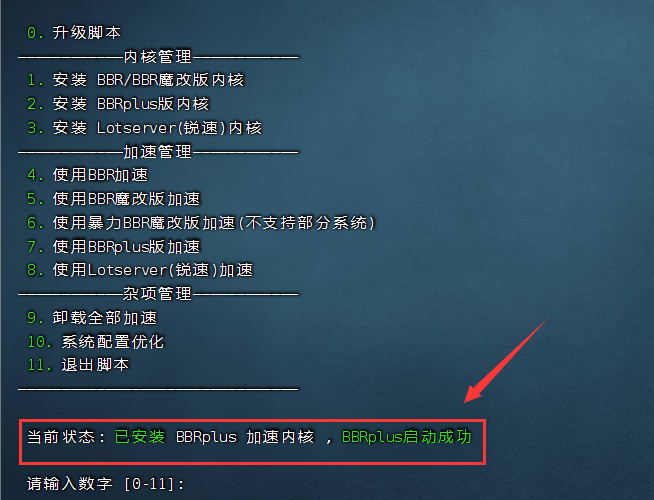 0. 升级脚本
————————————内核管理————————————
1. 安装 BBR/BBR魔改版内核
2. 安装 BBRplus版内核
3. 安装 Lotserver(锐速)内核
————————————加速管理————————————
4. 使用BBR加速
5. 使用BBR魔改版加速
6. 使用暴力BBR魔改版加速(不支持部分系统)
7. 使用BBRplus版加速
8. 使用Lotserver(锐速)加速
————————————杂项管理————————————
9. 卸载全部加速
10. 系统配置优化
11. 退出脚本
————————————————————————————————
当前状态: 已安装 BBRplus 加速内核 , BBRplus启动成功
请输入数字 [0-11]: